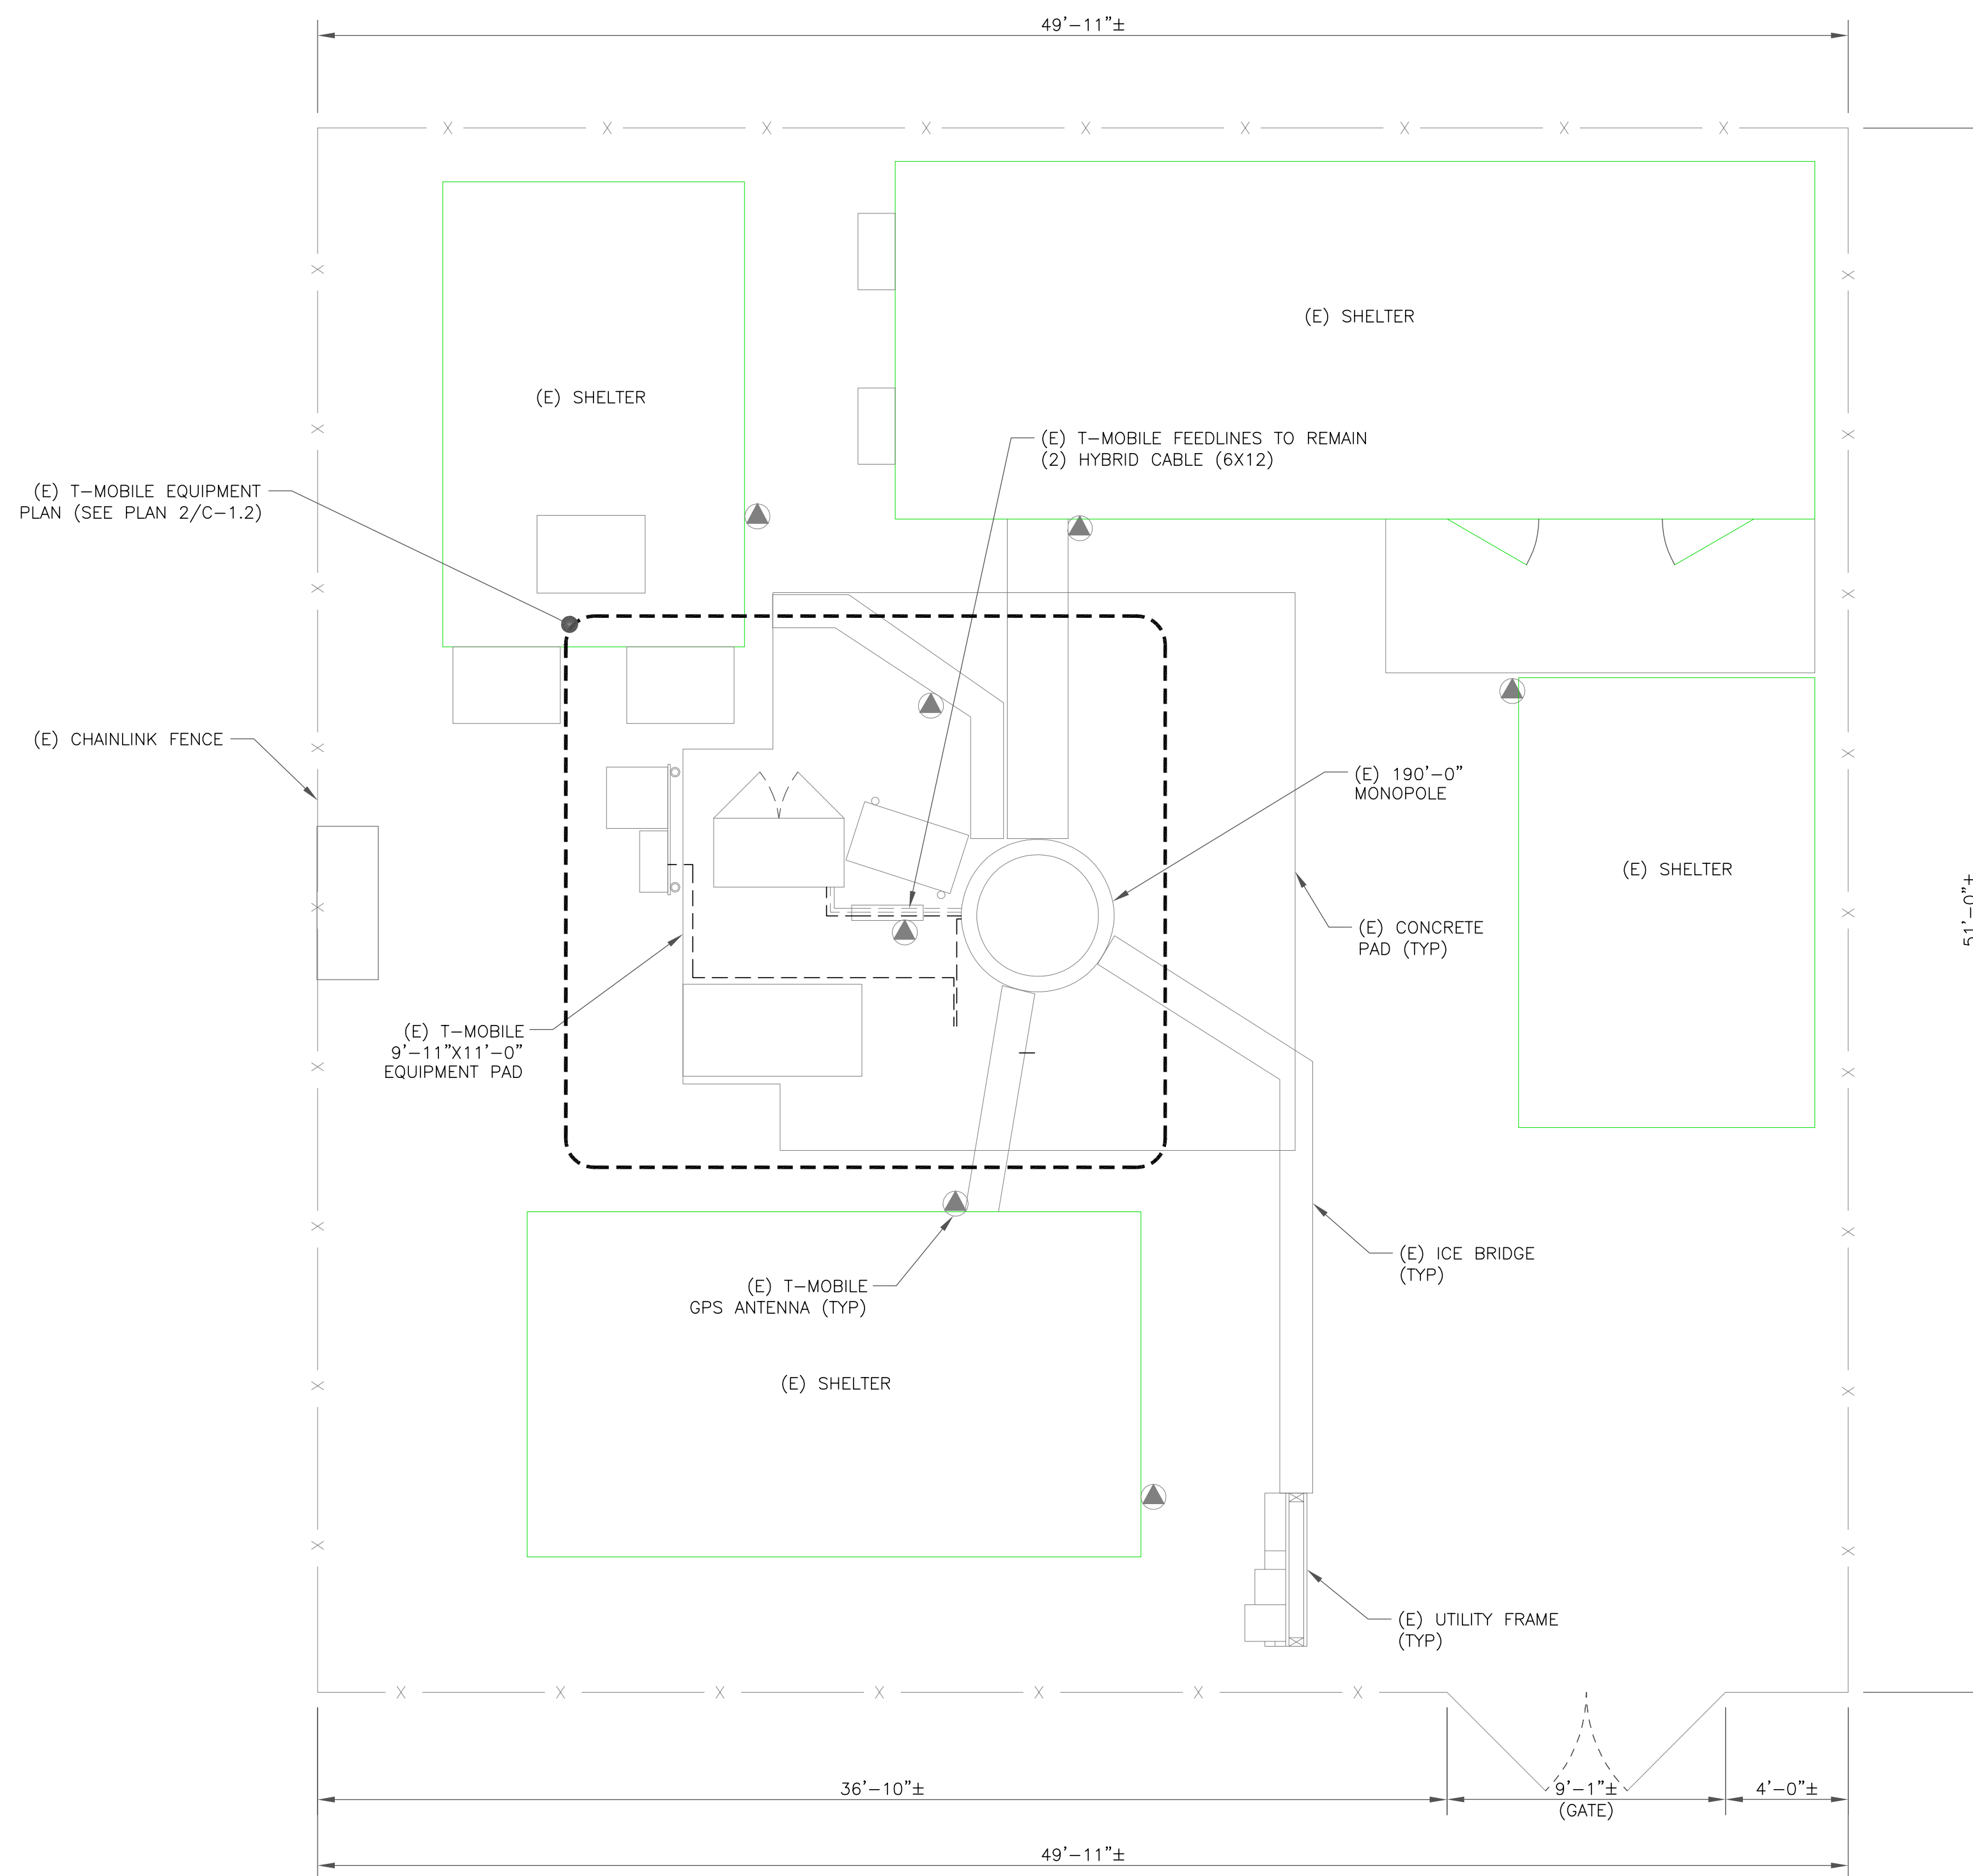 49'-11"±
(E) SHELTER
(E) SHELTER
(E) T-MOBILE FEEDLINES TO REMAIN
(2) HYBRID CABLE (6X12)
(E) T-MOBILE EQUIPMENT
PLAN (SEE PLAN 2/C-1.2)
(E) CHAINLINK FENCE
(E) 190'-0"
MONOPOLE
(E) SHELTER
51'-0"±
(E) CONCRETE
PAD (TYP)
(E) T-MOBILE
9'-11"X11'-0"
EQUIPMENT PAD
(E) ICE BRIDGE
(TYP)
(E) T-MOBILE
GPS ANTENNA (TYP)
(E) SHELTER
(E) UTILITY FRAME
(TYP)
36'-10"±
9'-1"±
(GATE)
4'-0"±
49'-11"±